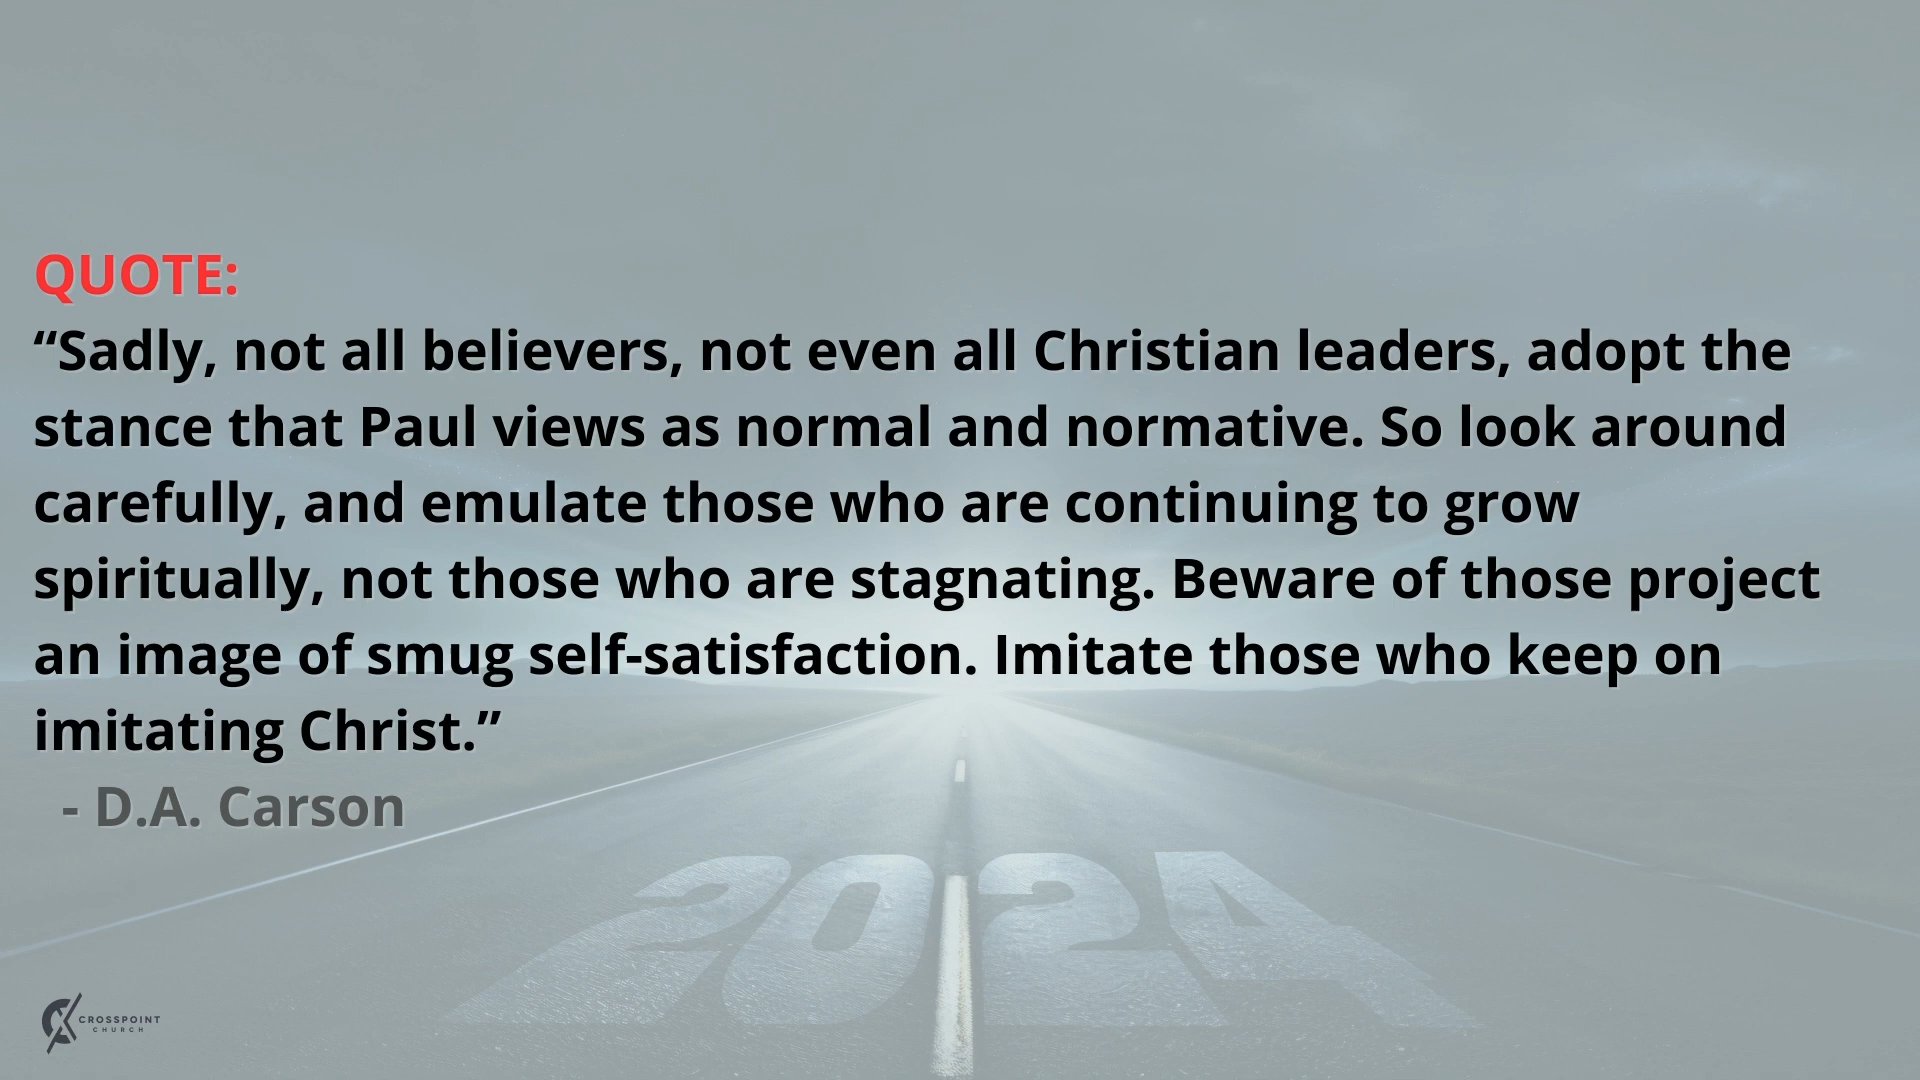 QUOTE:
“Sadly, not all believers, not even all Christian leaders, adopt the
stance that Paul views as normal and normative. So look around
carefully, and emulate those who are continuing to grow
spiritually, not those who are stagnating. Beware of those project
an image of smug self-satisfaction. Imitate those who keep on
imitating Christ.”
- D.A. Carson
2024
CROSSPOINT
CHURCH